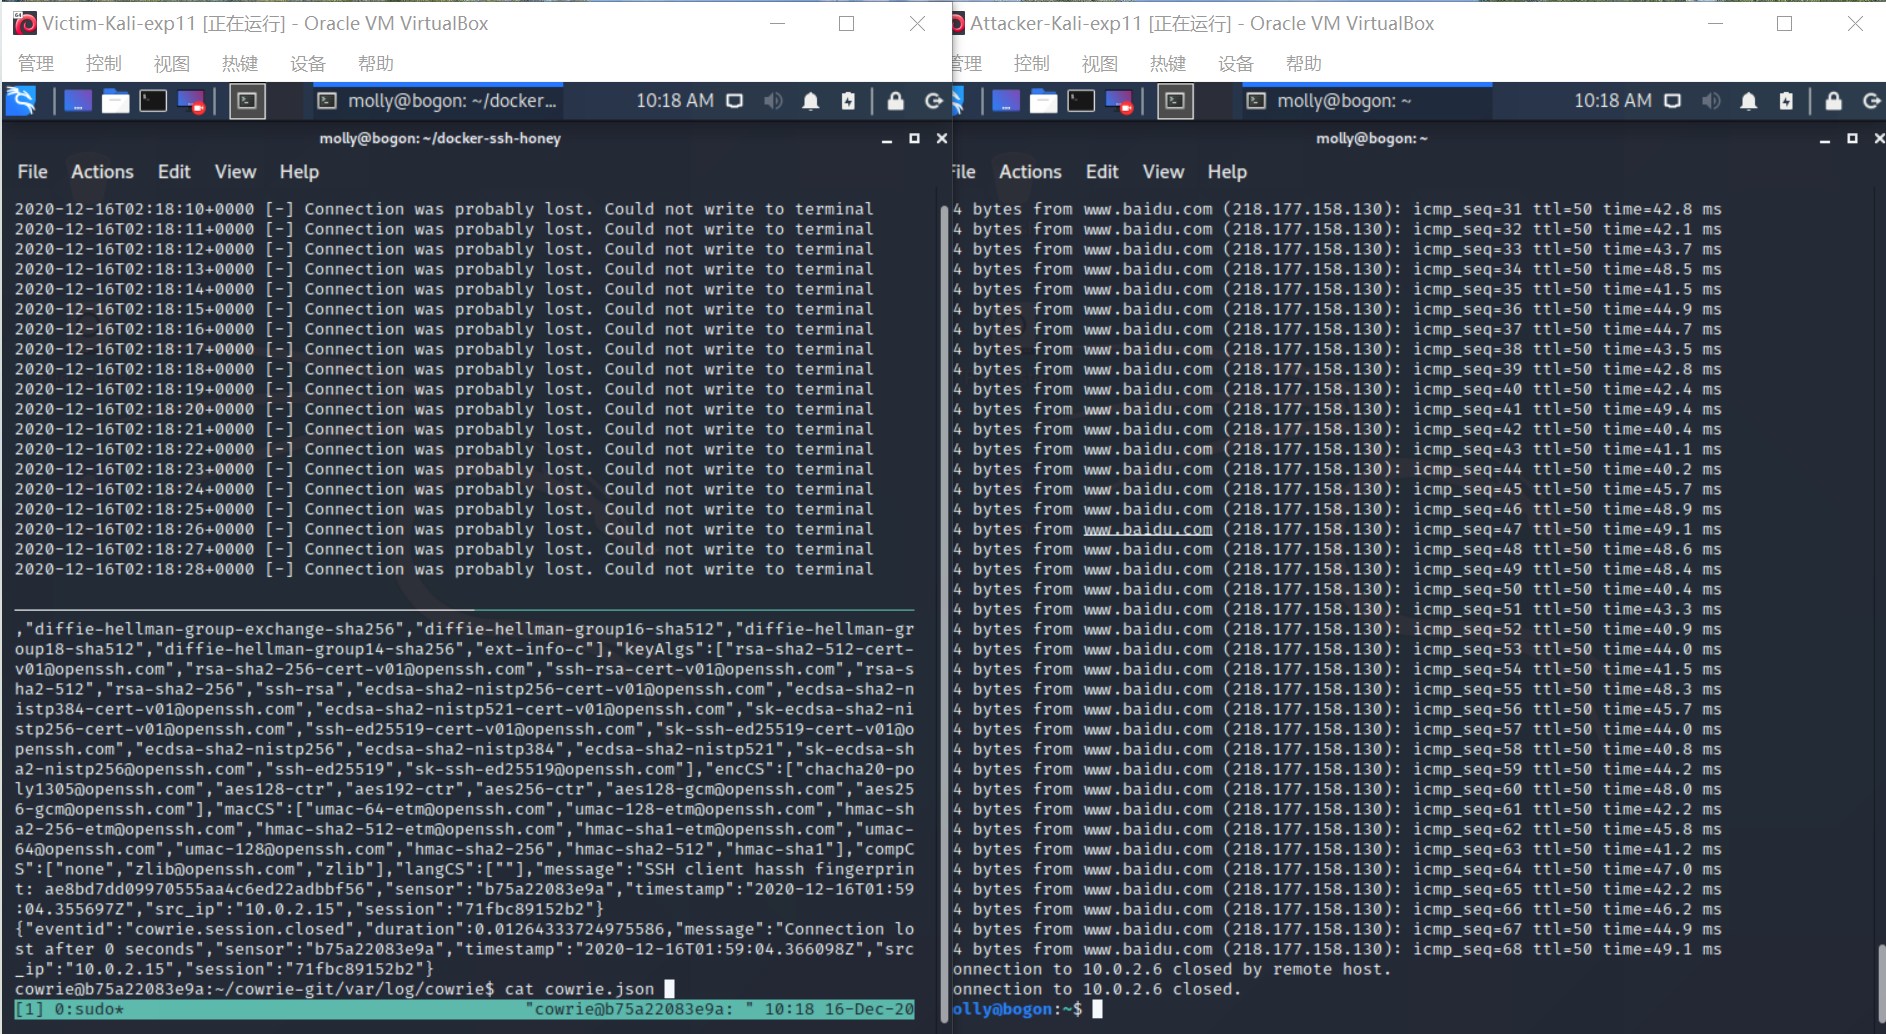 Victim-Kali-exp11 [正在运行] - Oracle VM VirtualBox
管理 控制 视图 热键 设备 帮助
molly@bogon: ~/docker... 10:18 AM
molly@bogon: ~/docker-ssh-honey
File Actions Edit View Help
2020-12-16T02:18:10+0000 [-] Connection was probably lost. Could not write to terminal
2020-12-16T02:18:11+0000 [-] Connection was probably lost. Could not write to terminal
2020-12-16T02:18:12+0000 [-] Connection was probably lost. Could not write to terminal
2020-12-16T02:18:13+0000 [-] Connection was probably lost. Could not write to terminal
2020-12-16T02:18:14+0000 [-] Connection was probably lost. Could not write to terminal
2020-12-16T02:18:15+0000 [-] Connection was probably lost. Could not write to terminal
2020-12-16T02:18:16+0000 [-] Connection was probably lost. Could not write to terminal
2020-12-16T02:18:17+0000 [-] Connection was probably lost. Could not write to terminal
2020-12-16T02:18:18+0000 [-] Connection was probably lost. Could not write to terminal
2020-12-16T02:18:19+0000 [-] Connection was probably lost. Could not write to terminal
2020-12-16T02:18:20+0000 [-] Connection was probably lost. Could not write to terminal
2020-12-16T02:18:21+0000 [-] Connection was probably lost. Could not write to terminal
2020-12-16T02:18:22+0000 [-] Connection was probably lost. Could not write to terminal
2020-12-16T02:18:23+0000 [-] Connection was probably lost. Could not write to terminal
2020-12-16T02:18:24+0000 [-] Connection was probably lost. Could not write to terminal
2020-12-16T02:18:25+0000 [-] Connection was probably lost. Could not write to terminal
2020-12-16T02:18:26+0000 [-] Connection was probably lost. Could not write to terminal
2020-12-16T02:18:27+0000 [-] Connection was probably lost. Could not write to terminal
2020-12-16T02:18:28+0000 [-] Connection was probably lost. Could not write to terminal
,"diffie-hellman-group-exchange-sha256","diffie-hellman-group16-sha512","diffie-hellman-gr
oup18-sha512","diffie-hellman-group14-sha256","ext-info-c"],"keyAlgs":["rsa-sha2-512-cert-
v01@openssh.com","rsa-sha2-256-cert-v01@openssh.com","ssh-rsa-cert-v01@openssh.com","rsa-s
ha2-512","rsa-sha2-256","ssh-rsa","ecdsa-sha2-nistp256-cert-v01@openssh.com","ecdsa-sha2-n
istp384-cert-v01@openssh.com","ecdsa-sha2-nistp521-cert-v01@openssh.com","sk-ecdsa-sha2-ni
stp256-cert-v01@openssh.com","ssh-ed25519-cert-v01@openssh.com","sk-ssh-ed25519-cert-v01@o
penssh.com","ecdsa-sha2-nistp256","ecdsa-sha2-nistp384","ecdsa-sha2-nistp521","sk-ecdsa-sh
a2-nistp256@openssh.com","ssh-ed25519","sk-ssh-ed25519@openssh.com"],"encCS":["chacha20-po
ly1305@openssh.com","aes128-ctr","aes192-ctr","aes256-ctr","aes128-gcm@openssh.com","aes25
6-gcm@openssh.com"],"macCS":["umac-64-etm@openssh.com","umac-128-etm@openssh.com","hmac-sh
a2-256-etm@openssh.com","hmac-sha2-512-etm@openssh.com","hmac-sha1-etm@openssh.com","umac-
64@openssh.com","umac-128@openssh.com","hmac-sha2-256","hmac-sha2-512","hmac-sha1"],"compC
S":["none","zlib@openssh.com","zlib"],"langCS":[""],"message":"SSH client hassh fingerprin
t: ae8bd7dd09970555aa4c6ed22adbbf56","sensor":"b75a22083e9a","timestamp":"2020-12-16T01:59
:04.355697Z","src_ip":"10.0.2.15","session":"71fbc89152b2"}
{"eventid":"cowrie.session.closed","duration":0.01264333724975586,"message":"Connection lo
st after 0 seconds","sensor":"b75a22083e9a","timestamp":"2020-12-16T01:59:04.366098Z","src
_ip":"10.0.2.15","session":"71fbc89152b2"}
cowrie@b75a22083e9a:~/cowrie-git/var/log/cowrie$ cat cowrie.json
[1] 0:sudo* "cowrie@b75a22083e9a: " 10:18 16-Dec-20
Attacker-Kali-exp11 [正在运行] - Oracle VM VirtualBox
管理 控制 视图 热键 设备 帮助
molly@bogon: ~ 10:18 AM
molly@bogon: ~
File Actions Edit View Help
4 bytes from www.baidu.com (218.177.158.130): icmp_seq=31 ttl=50 time=42.8 ms
4 bytes from www.baidu.com (218.177.158.130): icmp_seq=32 ttl=50 time=42.1 ms
4 bytes from www.baidu.com (218.177.158.130): icmp_seq=33 ttl=50 time=43.7 ms
4 bytes from www.baidu.com (218.177.158.130): icmp_seq=34 ttl=50 time=48.5 ms
4 bytes from www.baidu.com (218.177.158.130): icmp_seq=35 ttl=50 time=41.5 ms
4 bytes from www.baidu.com (218.177.158.130): icmp_seq=36 ttl=50 time=44.9 ms
4 bytes from www.baidu.com (218.177.158.130): icmp_seq=37 ttl=50 time=44.7 ms
4 bytes from www.baidu.com (218.177.158.130): icmp_seq=38 ttl=50 time=43.5 ms
4 bytes from www.baidu.com (218.177.158.130): icmp_seq=39 ttl=50 time=42.8 ms
4 bytes from www.baidu.com (218.177.158.130): icmp_seq=40 ttl=50 time=42.4 ms
4 bytes from www.baidu.com (218.177.158.130): icmp_seq=41 ttl=50 time=49.4 ms
4 bytes from www.baidu.com (218.177.158.130): icmp_seq=42 ttl=50 time=40.4 ms
4 bytes from www.baidu.com (218.177.158.130): icmp_seq=43 ttl=50 time=41.1 ms
4 bytes from www.baidu.com (218.177.158.130): icmp_seq=44 ttl=50 time=40.2 ms
4 bytes from www.baidu.com (218.177.158.130): icmp_seq=45 ttl=50 time=45.7 ms
4 bytes from www.baidu.com (218.177.158.130): icmp_seq=46 ttl=50 time=48.9 ms
4 bytes from www.baidu.com (218.177.158.130): icmp_seq=47 ttl=50 time=49.1 ms
4 bytes from www.baidu.com (218.177.158.130): icmp_seq=48 ttl=50 time=48.6 ms
4 bytes from www.baidu.com (218.177.158.130): icmp_seq=49 ttl=50 time=48.4 ms
4 bytes from www.baidu.com (218.177.158.130): icmp_seq=50 ttl=50 time=40.4 ms
4 bytes from www.baidu.com (218.177.158.130): icmp_seq=51 ttl=50 time=43.3 ms
4 bytes from www.baidu.com (218.177.158.130): icmp_seq=52 ttl=50 time=40.9 ms
4 bytes from www.baidu.com (218.177.158.130): icmp_seq=53 ttl=50 time=44.0 ms
4 bytes from www.baidu.com (218.177.158.130): icmp_seq=54 ttl=50 time=41.5 ms
4 bytes from www.baidu.com (218.177.158.130): icmp_seq=55 ttl=50 time=48.3 ms
4 bytes from www.baidu.com (218.177.158.130): icmp_seq=56 ttl=50 time=45.7 ms
4 bytes from www.baidu.com (218.177.158.130): icmp_seq=57 ttl=50 time=44.0 ms
4 bytes from www.baidu.com (218.177.158.130): icmp_seq=58 ttl=50 time=40.8 ms
4 bytes from www.baidu.com (218.177.158.130): icmp_seq=59 ttl=50 time=44.2 ms
4 bytes from www.baidu.com (218.177.158.130): icmp_seq=60 ttl=50 time=48.0 ms
4 bytes from www.baidu.com (218.177.158.130): icmp_seq=61 ttl=50 time=42.2 ms
4 bytes from www.baidu.com (218.177.158.130): icmp_seq=62 ttl=50 time=45.8 ms
4 bytes from www.baidu.com (218.177.158.130): icmp_seq=63 ttl=50 time=41.2 ms
4 bytes from www.baidu.com (218.177.158.130): icmp_seq=64 ttl=50 time=47.0 ms
4 bytes from www.baidu.com (218.177.158.130): icmp_seq=65 ttl=50 time=42.2 ms
4 bytes from www.baidu.com (218.177.158.130): icmp_seq=66 ttl=50 time=46.2 ms
4 bytes from www.baidu.com (218.177.158.130): icmp_seq=67 ttl=50 time=44.9 ms
4 bytes from www.baidu.com (218.177.158.130): icmp_seq=68 ttl=50 time=49.1 ms
onnection to 10.0.2.6 closed by remote host.
onnection to 10.0.2.6 closed.
olly@bogon:~$